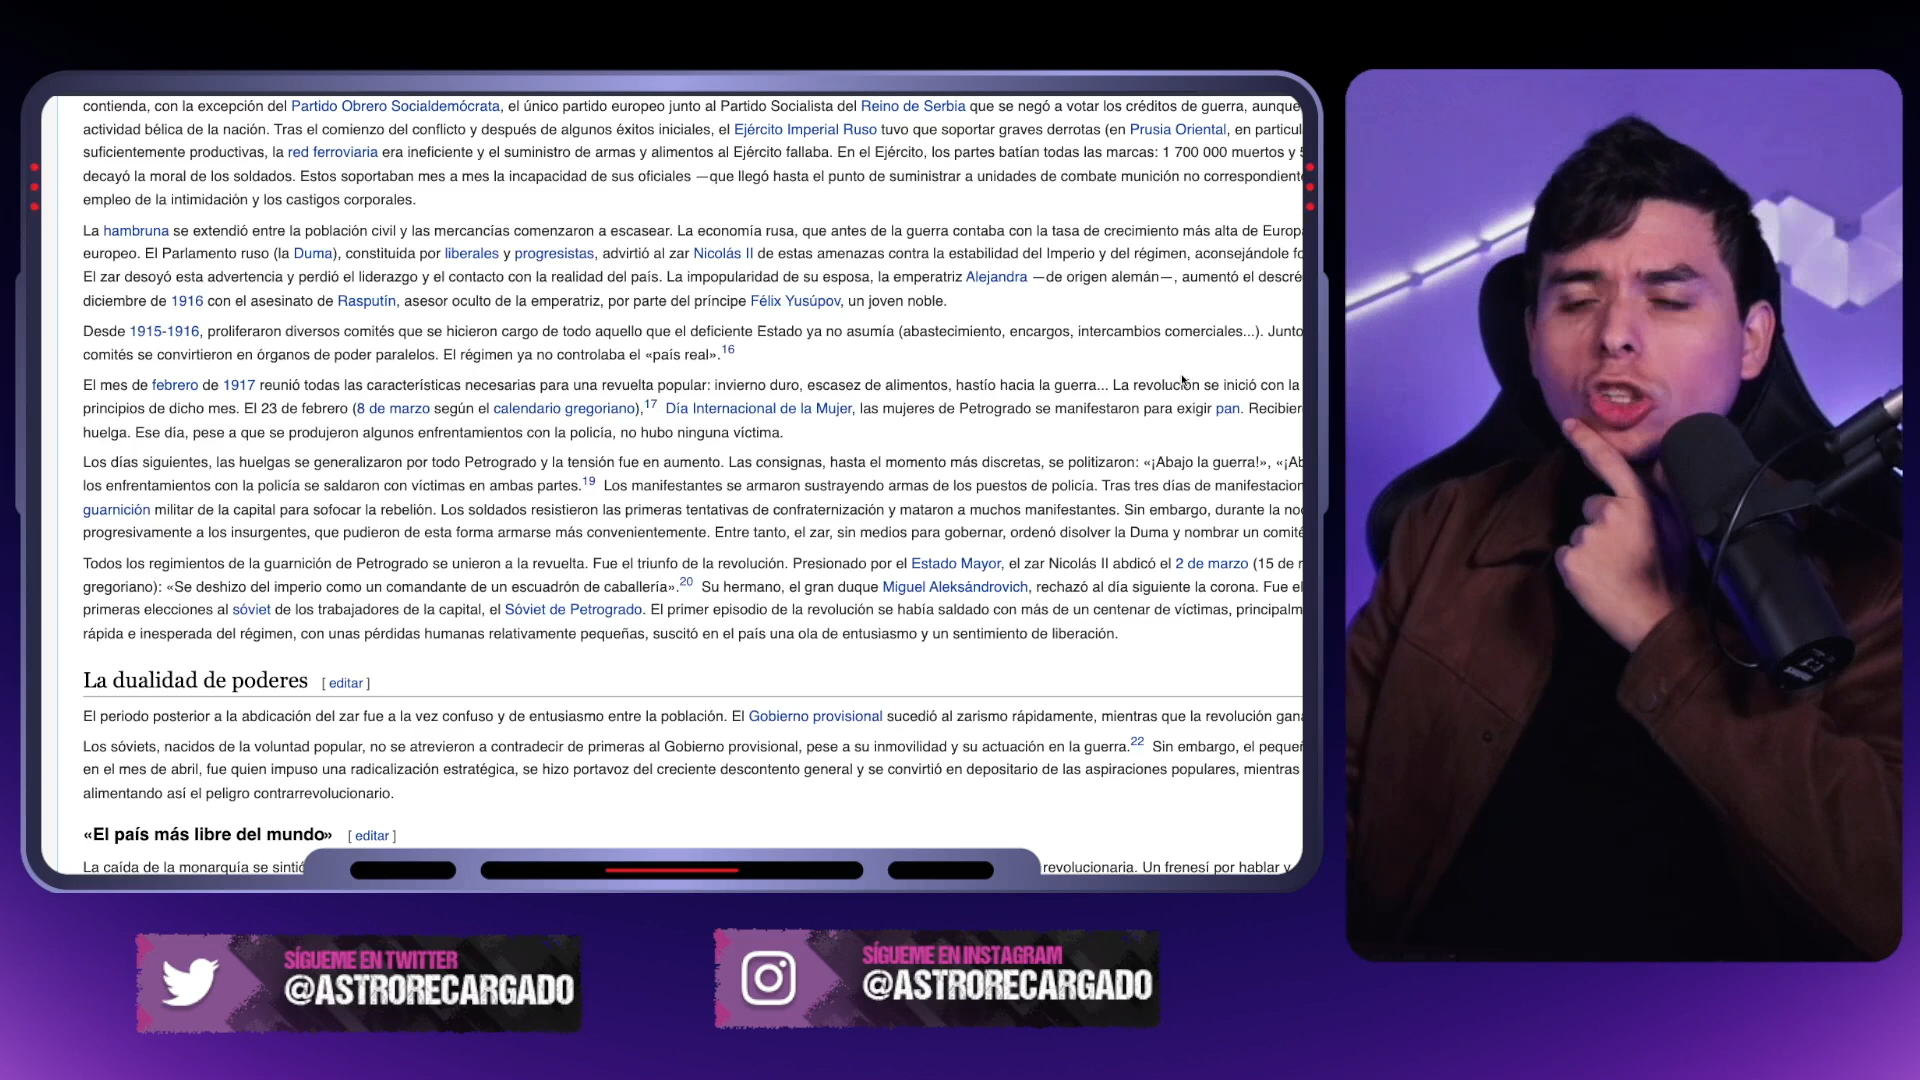 contienda, con la excepción del Partido Obrero Socialdemócrata, el único partido europeo junto al Partido Socialista del Reino de Serbia que se negó a votar los créditos de guerra, aunque
actividad bélica de la nación. Tras el comienzo del conflicto y después de algunos éxitos iniciales, el Ejército Imperial Ruso tuvo que soportar graves derrotas (en Prusia Oriental, en particul
suficientemente productivas, la red ferroviaria era ineficiente y el suministro de armas y alimentos al Ejército fallaba. En el Ejército, los partes batían todas las marcas: 1 700 000 muertos y
decayó la moral de los soldados. Estos soportaban mes a mes la incapacidad de sus oficiales —que llegó hasta el punto de suministrar a unidades de combate munición no correspondient
empleo de la intimidación y los castigos corporales.
La hambruna se extendió entre la población civil y las mercancías comenzaron a escasear. La economía rusa, que antes de la guerra contaba con la tasa de crecimiento más alta de Europ
europeo. El Parlamento ruso (la Duma), constituida por liberales y progresistas, advirtió al zar Nicolás II de estas amenazas contra la estabilidad del Imperio y del régimen, aconsejándole fo
El zar desoyó esta advertencia y perdió el liderazgo y el contacto con la realidad del país. La impopularidad de su esposa, la emperatriz Alejandra —de origen alemán—, aumentó el descré
diciembre de 1916 con el asesinato de Rasputín, asesor oculto de la emperatriz, por parte del príncipe Félix Yusúpov, un joven noble.
Desde 1915-1916, proliferaron diversos comités que se hicieron cargo de todo aquello que el deficiente Estado ya no asumía (abastecimiento, encargos, intercambios comerciales...). Junto
comités se convirtieron en órganos de poder paralelos. El régimen ya no controlaba el «país real».16
El mes de febrero de 1917 reunió todas las características necesarias para una revuelta popular: invierno duro, escasez de alimentos, hastío hacia la guerra... La revolución se inició con la
principios de dicho mes. El 23 de febrero (8 de marzo según el calendario gregoriano),17 Día Internacional de la Mujer, las mujeres de Petrogrado se manifestaron para exigir pan. Recibier
huelga. Ese día, pese a que se produjeron algunos enfrentamientos con la policía, no hubo ninguna víctima.
Los días siguientes, las huelgas se generalizaron por todo Petrogrado y la tensión fue en aumento. Las consignas, hasta el momento más discretas, se politizaron: «¡Abajo la guerra!», «¡Ab
los enfrentamientos con la policía se saldaron con víctimas en ambas partes.19 Los manifestantes se armaron sustrayendo armas de los puestos de policía. Tras tres días de manifestacion
guarnición militar de la capital para sofocar la rebelión. Los soldados resistieron las primeras tentativas de confraternización y mataron a muchos manifestantes. Sin embargo, durante la no
progresivamente a los insurgentes, que pudieron de esta forma armarse más convenientemente. Entre tanto, el zar, sin medios para gobernar, ordenó disolver la Duma y nombrar un comité
Todos los regimientos de la guarnición de Petrogrado se unieron a la revuelta. Fue el triunfo de la revolución. Presionado por el Estado Mayor, el zar Nicolás II abdicó el 2 de marzo (15 de
gregoriano): «Se deshizo del imperio como un comandante de un escuadrón de caballería».20 Su hermano, el gran duque Miguel Aleksándrovich, rechazó al día siguiente la corona. Fue el
primeras elecciones al sóviet de los trabajadores de la capital, el Sóviet de Petrogrado. El primer episodio de la revolución se había saldado con más de un centenar de víctimas, principalm
rápida e inesperada del régimen, con unas pérdidas humanas relativamente pequeñas, suscitó en el país una ola de entusiasmo y un sentimiento de liberación.
La dualidad de poderes [ editar ]
El periodo posterior a la abdicación del zar fue a la vez confuso y de entusiasmo entre la población. El Gobierno provisional sucedió al zarismo rápidamente, mientras que la revolución gan
Los sóviets, nacidos de la voluntad popular, no se atrevieron a contradecir de primeras al Gobierno provisional, pese a su inmovilidad y su actuación en la guerra.22 Sin embargo, el peque
en el mes de abril, fue quien impuso una radicalización estratégica, se hizo portavoz del creciente descontento general y se convirtió en depositario de las aspiraciones populares, mientras
alimentando así el peligro contrarrevolucionario.
«El país más libre del mundo» [ editar ]
La caída de la monarquía se sintió revolucionaria. Un frenesí por hablar y
SÍGUEME EN TWITTER
@ASTRORECARGADO
SÍGUEME EN INSTAGRAM
@ASTRORECARGADO